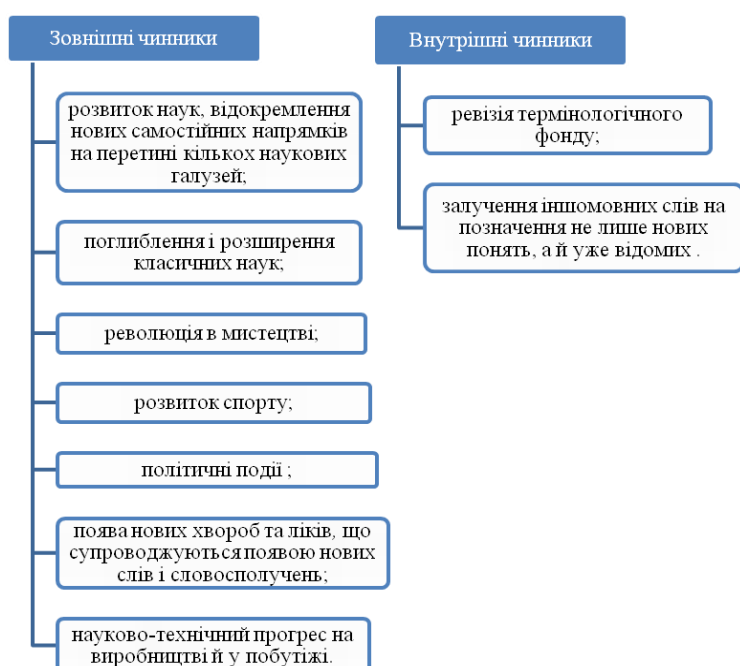 Зовнішні чинники
розвиток наук, відокремлення
нових самостійних напрямків
на перетині кількох наукових
галузей;
поглиблення і розширення
класичних наук;
революція в мистецтві;
розвиток спорту;
політичні події ;
поява нових хвороб та ліків, що
супроводжуються появою нових
слів і словосполучень;
науково-технічний прогрес на
виробництві й у побутіжі.
Внутрішні чинники
ревізія термінологічного
фонду;
залучення іншомовних слів на
позначення не лише нових
понять, а й уже відомих .